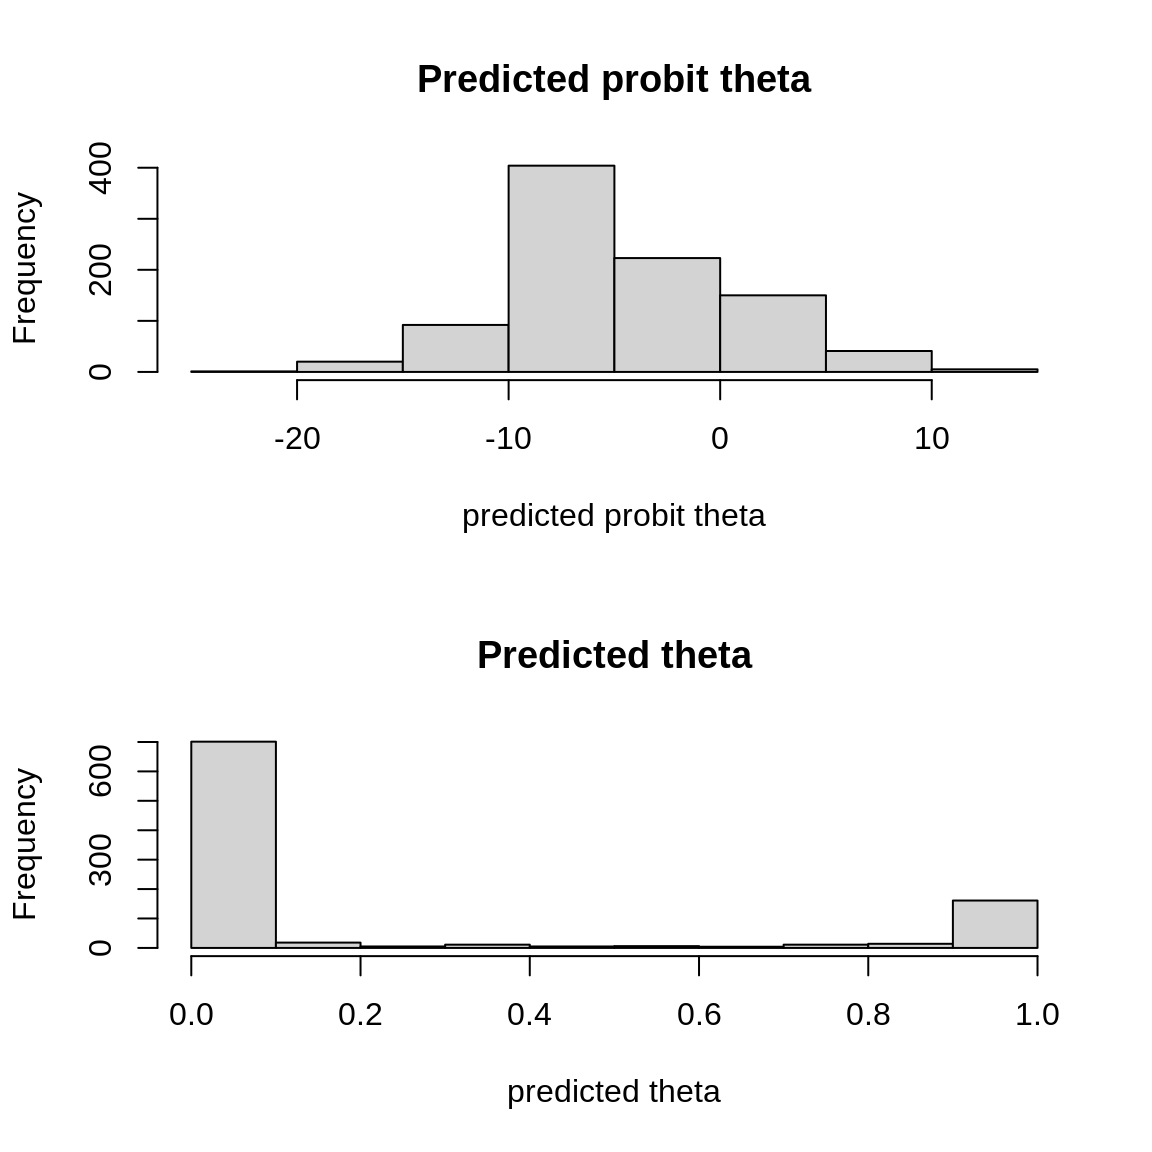 Predicted probit theta
Frequency
400
200
0
-20 -10 0 10
predicted probit theta
Predicted theta
Frequency
600
300
0
0.0 0.2 0.4 0.6 0.8 1.0
predicted theta